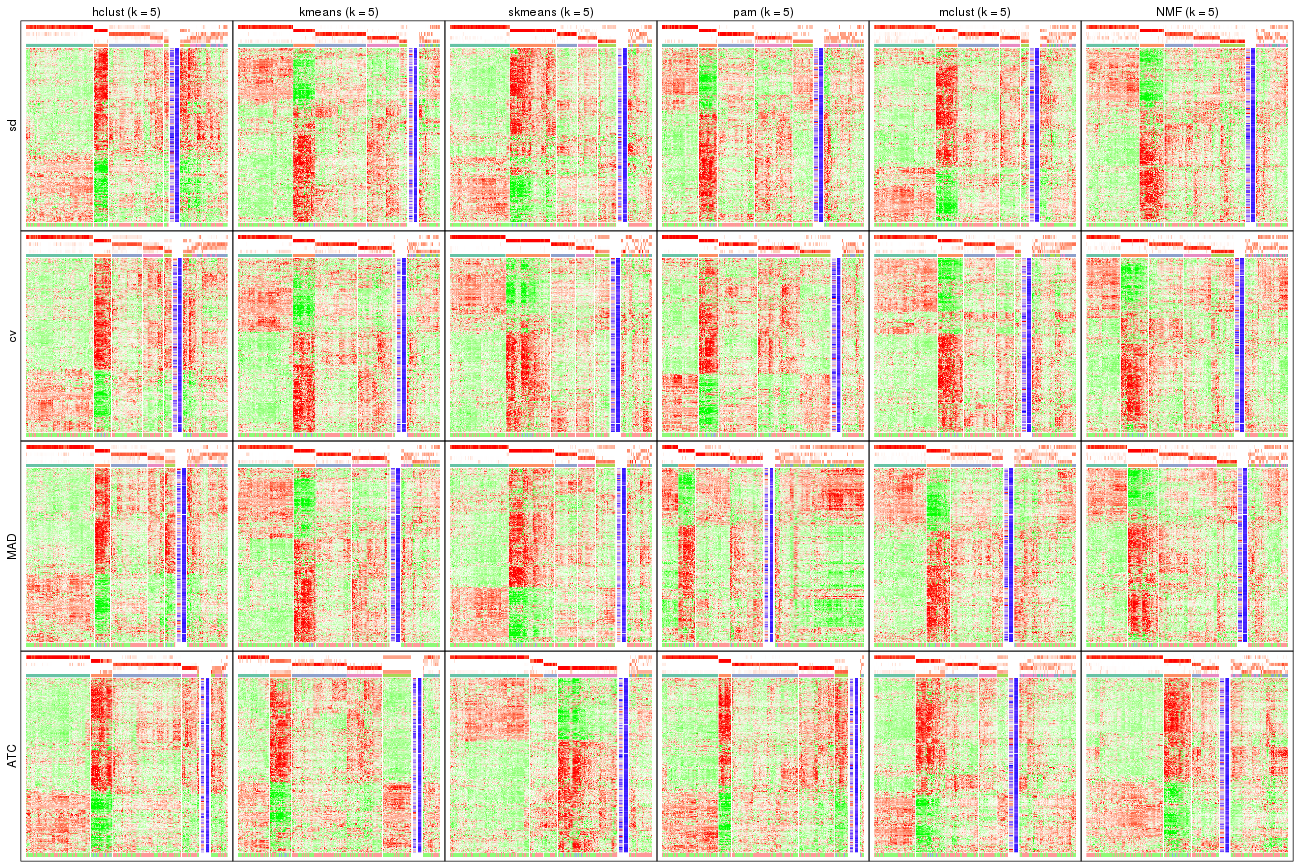 hclust (k = 5) kmeans (k = 5) skmeans (k = 5) pam (k = 5) mclust (k = 5) NMF (k = 5)
sd
cv
MAD
ATC